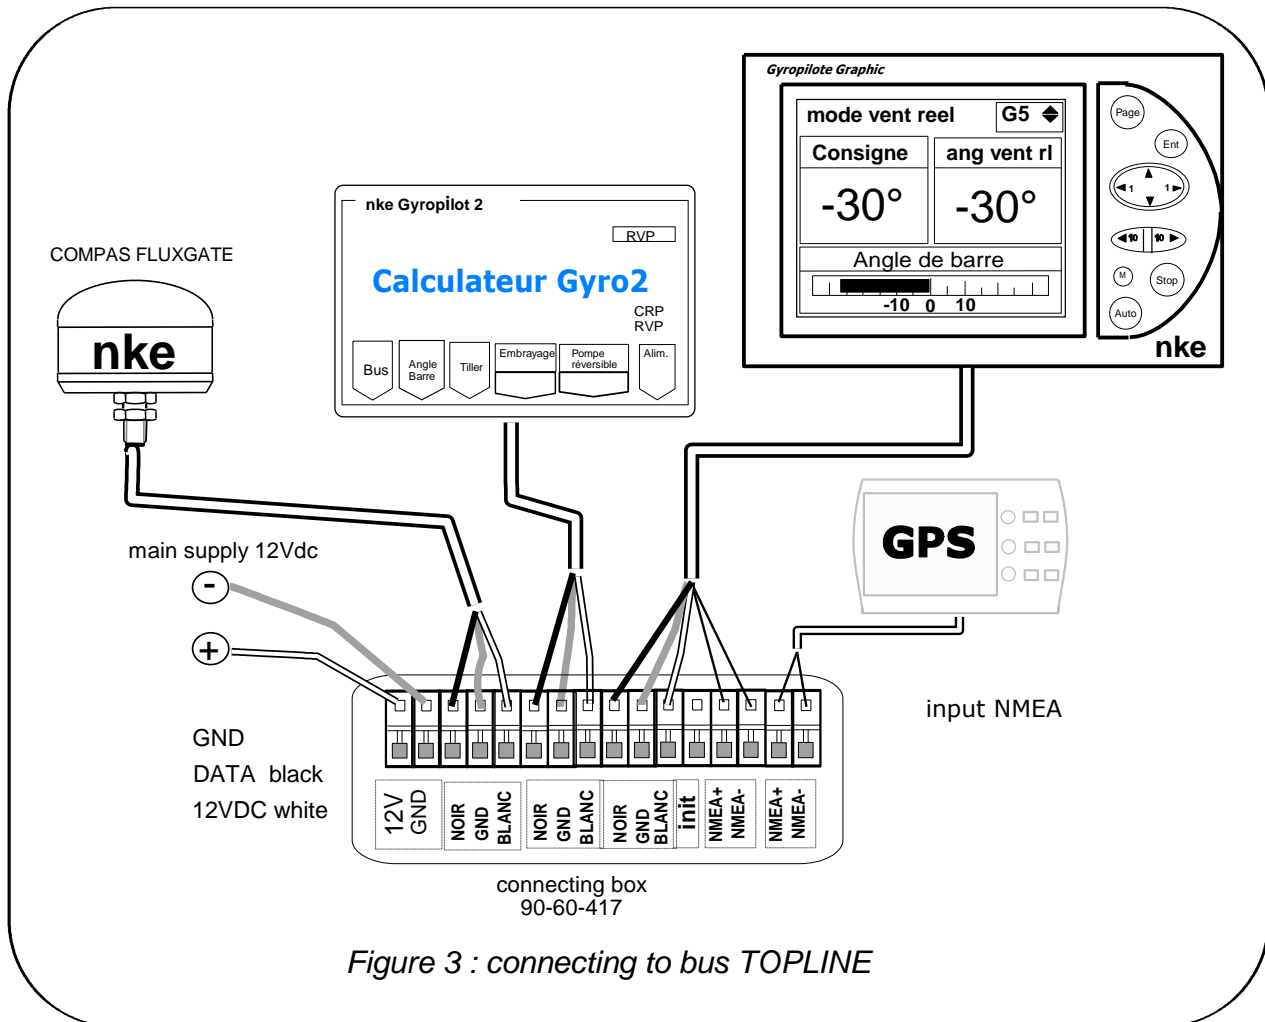 Gyropilote Graphic
mode vent reel
G5
Consigne
ang vent rl
-30°
-30°
Angle de barre
-10 0 10
Page
Ent
1 1
10 10
M
Stop
Auto
nke
nke Gyropilot 2
RVP
Calculateur Gyro2
CRP
RVP
Bus
Angle
Barre
Tiller
Embrayage
Pompe
réversible
Alim.
COMPAS FLUXGATE
nke
GPS
main supply 12Vdc
-
+
input NMEA
GND
DATA black
12VDC white
12V
GND
NOIR
GND
BLANC
NOIR
GND
BLANC
NOIR
GND
BLANC
init
NMEA+
NMEA-
NMEA+
NMEA-
connecting box
90-60-417
Figure 3 : connecting to bus TOPLINE